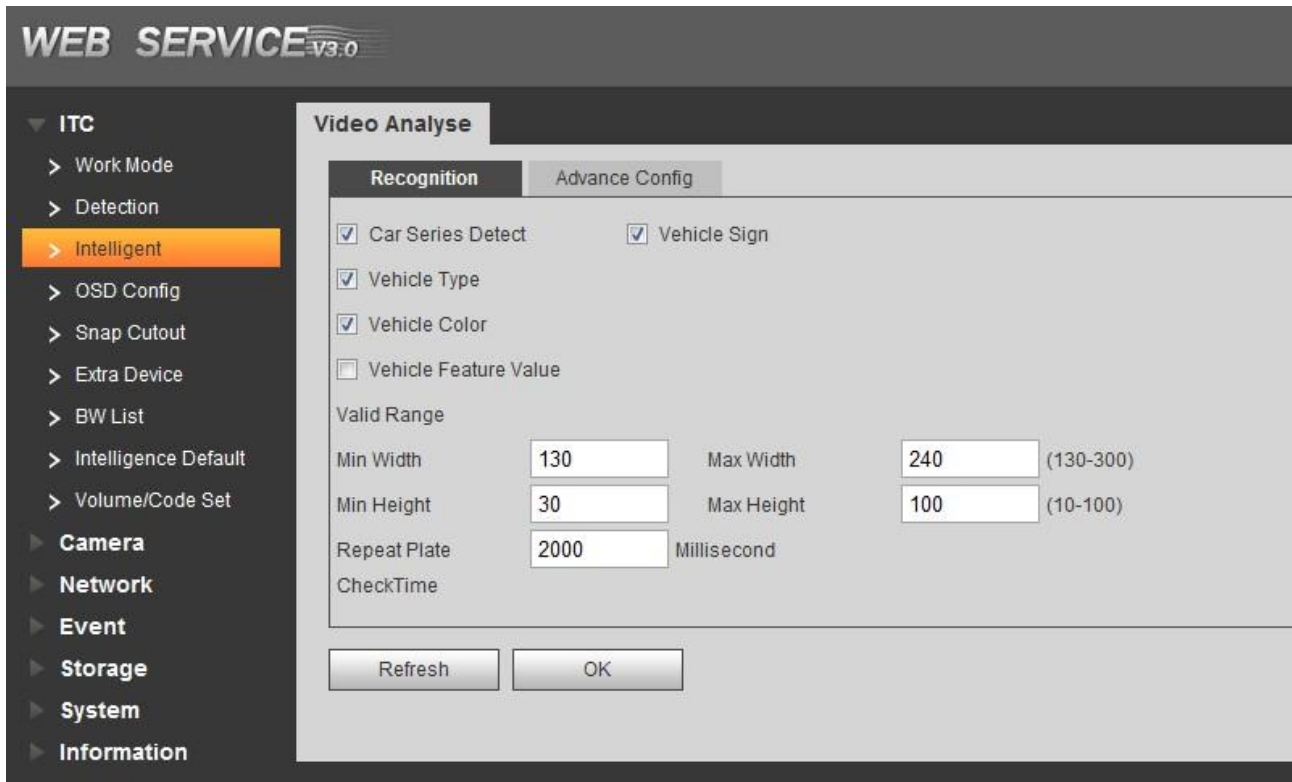 WEB SERVICE V3.0
ITC
Work Mode
Detection
Intelligent
OSD Config
Snap Cutout
Extra Device
BW List
Intelligence Default
Volume/Code Set
Camera
Network
Event
Storage
System
Information
Video Analyse
Recognition Advance Config
Car Series Detect Vehicle Sign
Vehicle Type
Vehicle Color
Vehicle Feature Value
Valid Range
Min Width 130 Max Width 240 (130-300)
Min Height 30 Max Height 100 (10-100)
Repeat Plate 2000 Millisecond
CheckTime
Refresh OK